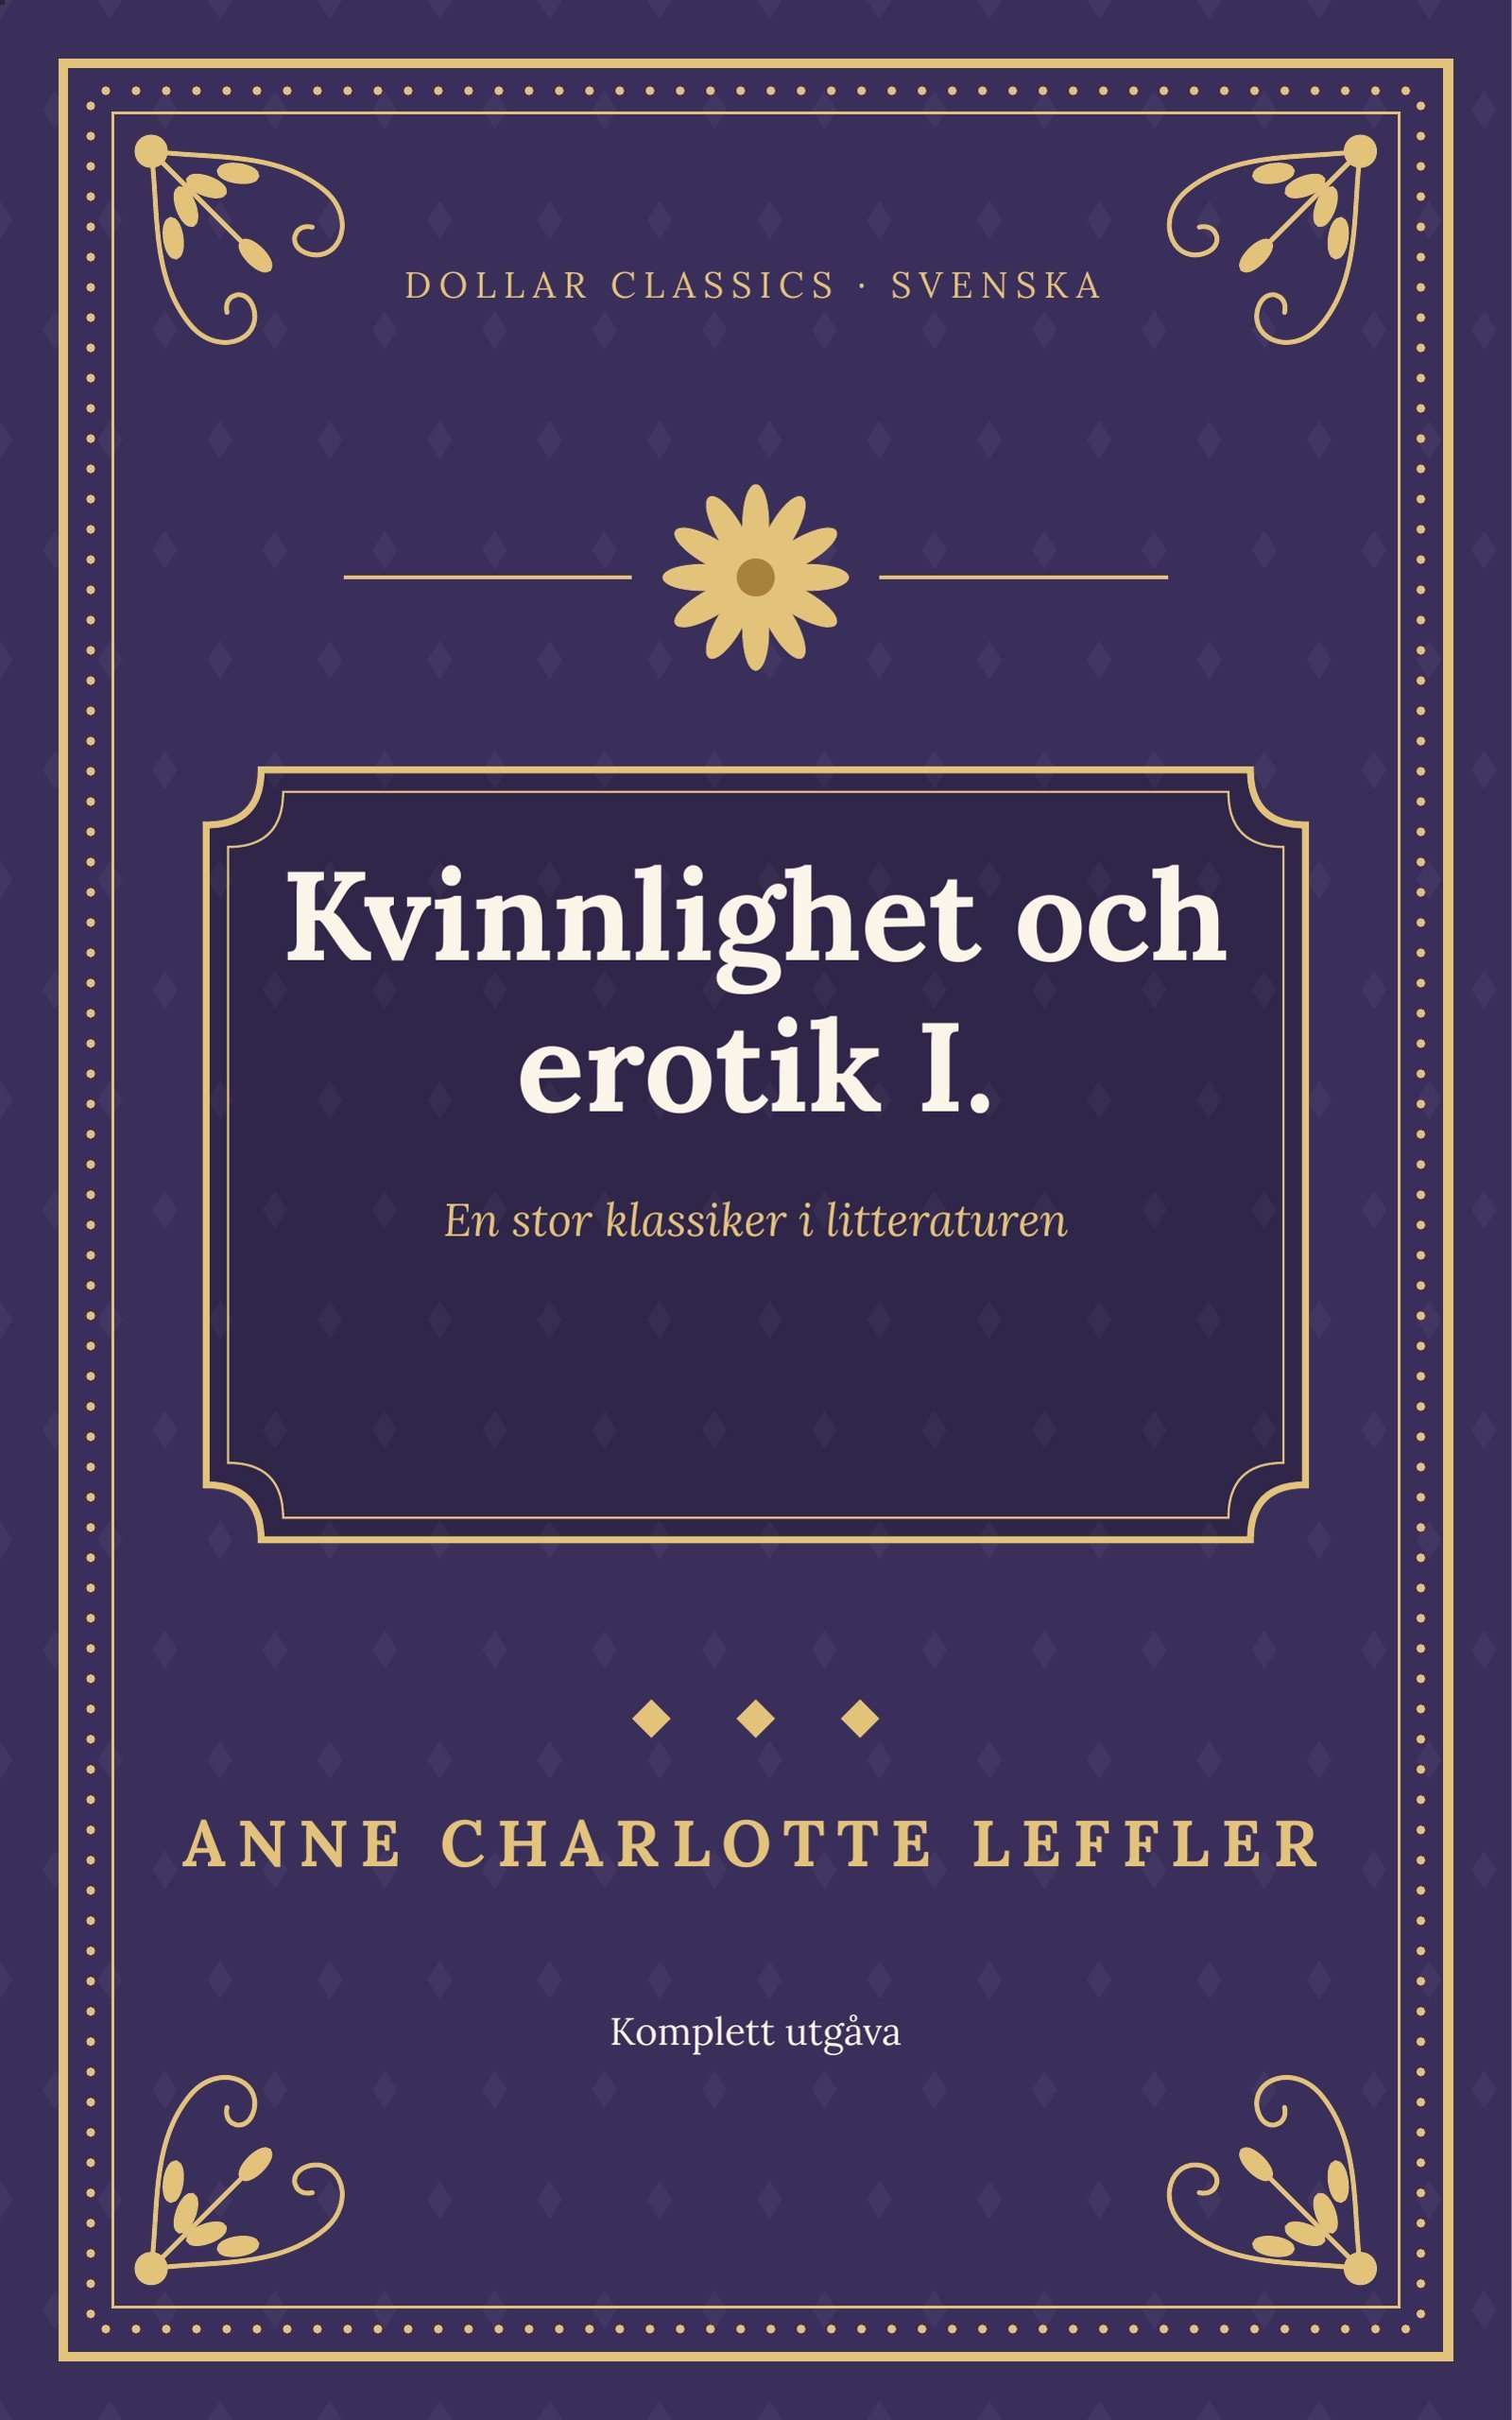 DOLLAR CLASSICS · SVENSKA
Kvinnlighet och
erotik I.
En stor klassiker i litteraturen
ANNE CHARLOTTE LEFFLER
Komplett utgåva